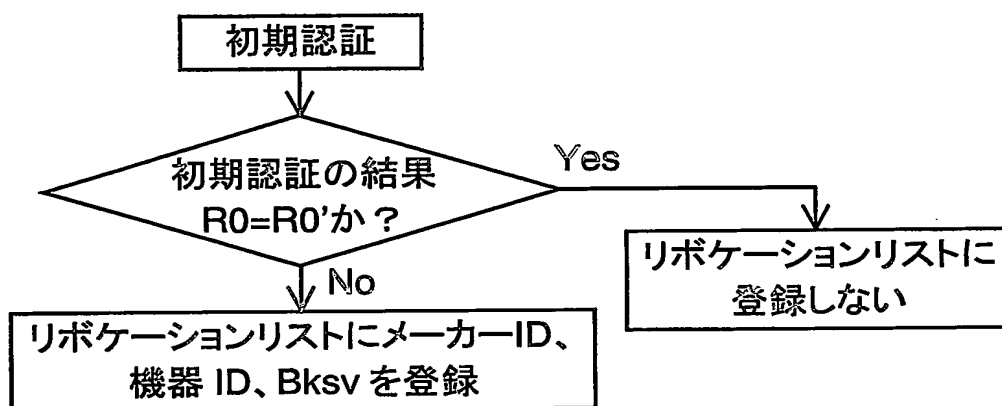 初期認証
初期認証の結果
R0=R0'か？
Yes
リボケーションリストに
登録しない
No
リボケーションリストにメーカーID、
機器 ID、Bksv を登録